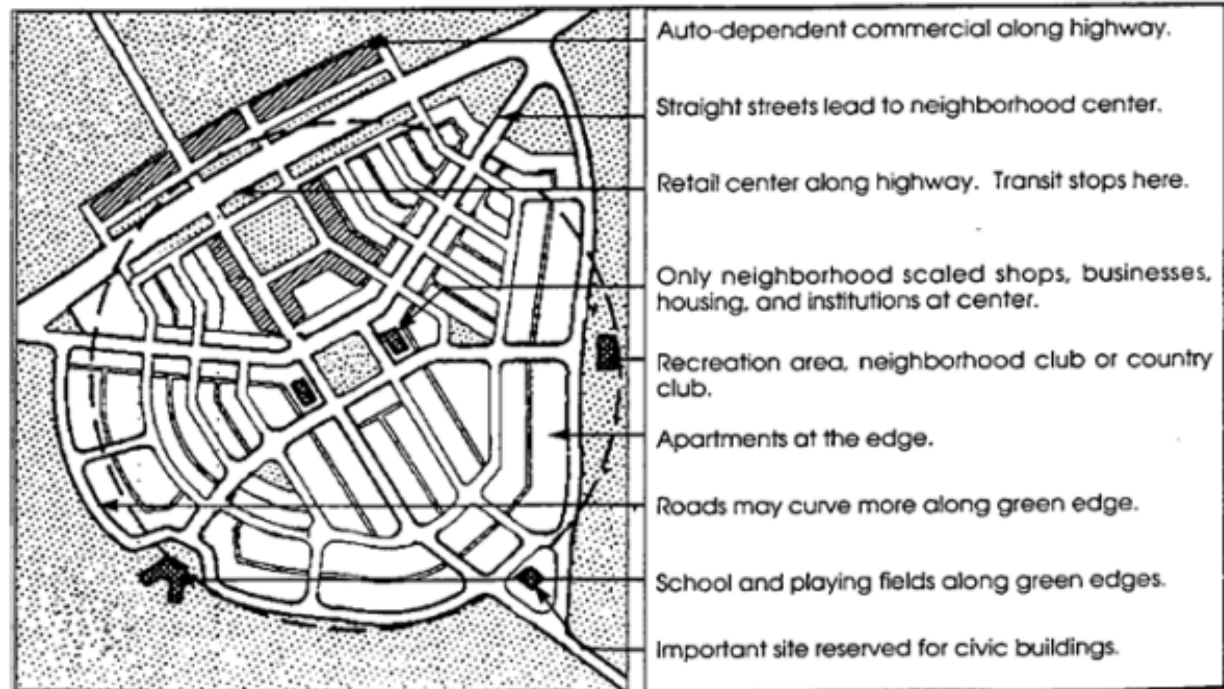 Auto-dependent commercial along highway.
Straight streets lead to neighborhood center.
Retail center along highway. Transit stops here.
Only neighborhood scaled shops, businesses,
housing, and institutions at center.
Recreation area, neighborhood club or country
club.
Apartments at the edge.
Roads may curve more along green edge.
School and playing fields along green edges.
Important site reserved for civic buildings.